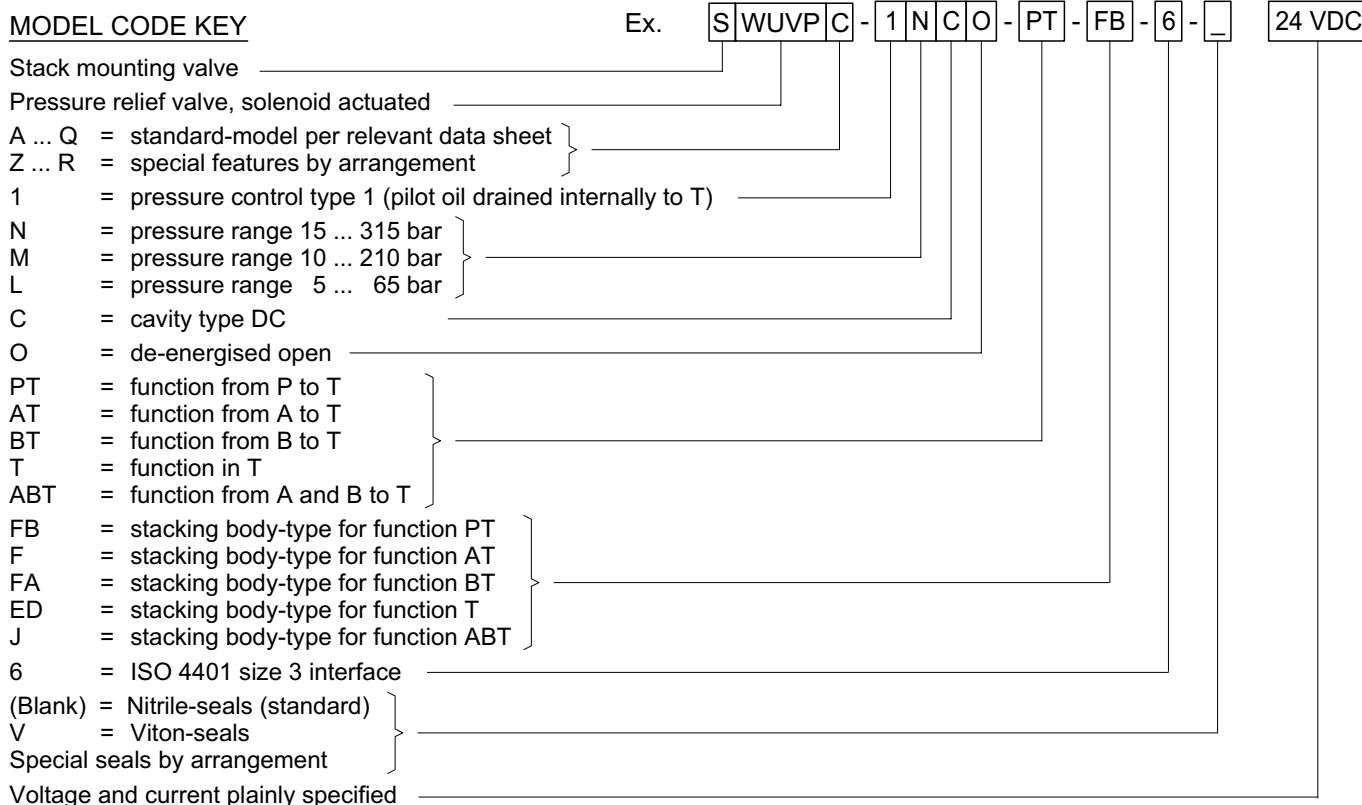 MODEL CODE KEY Ex. S WUVP C - 1 N C O - PT - FB - 6 - _ 24 VDC
Stack mounting valve
Pressure relief valve, solenoid actuated
A ... Q = standard-model per relevant data sheet
Z ... R = special features by arrangement
1 = pressure control type 1 (pilot oil drained internally to T)
N = pressure range 15 ... 315 bar
M = pressure range 10 ... 210 bar
L = pressure range 5 ... 65 bar
C = cavity type DC
O = de-energised open
PT = function from P to T
AT = function from A to T
BT = function from B to T
T = function in T
ABT = function from A and B to T
FB = stacking body-type for function PT
F = stacking body-type for function AT
FA = stacking body-type for function BT
ED = stacking body-type for function T
J = stacking body-type for function ABT
6 = ISO 4401 size 3 interface
(Blank) = Nitrile-seals (standard)
V = Viton-seals
Special seals by arrangement
Voltage and current plainly specified